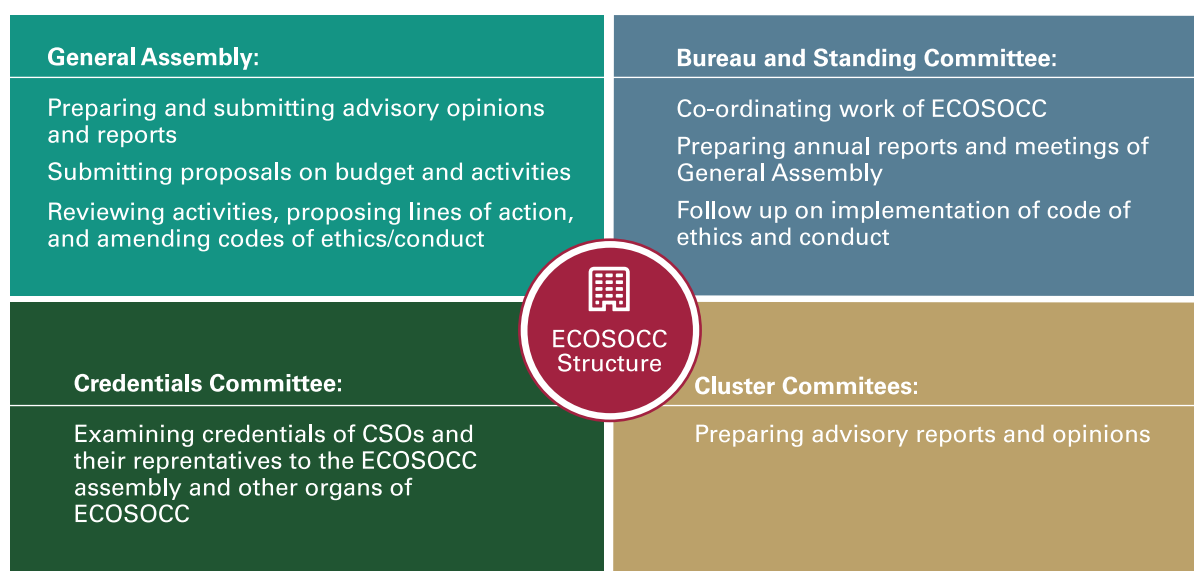 General Assembly:
Preparing and submitting advisory opinions
and reports
Submitting proposals on budget and activities
Reviewing activities, proposing lines of action,
and amending codes of ethics/conduct
Bureau and Standing Committee:
Co-ordinating work of ECOSOCC
Preparing annual reports and meetings of
General Assembly
Follow up on implementation of code of
ethics and conduct
ECOSOCC
Structure
Credentials Committee:
Examining credentials of CSOs and
their reprentatives to the ECOSOCC
assembly and other organs of
ECOSOCC
Cluster Commitees:
Preparing advisory reports and opinions